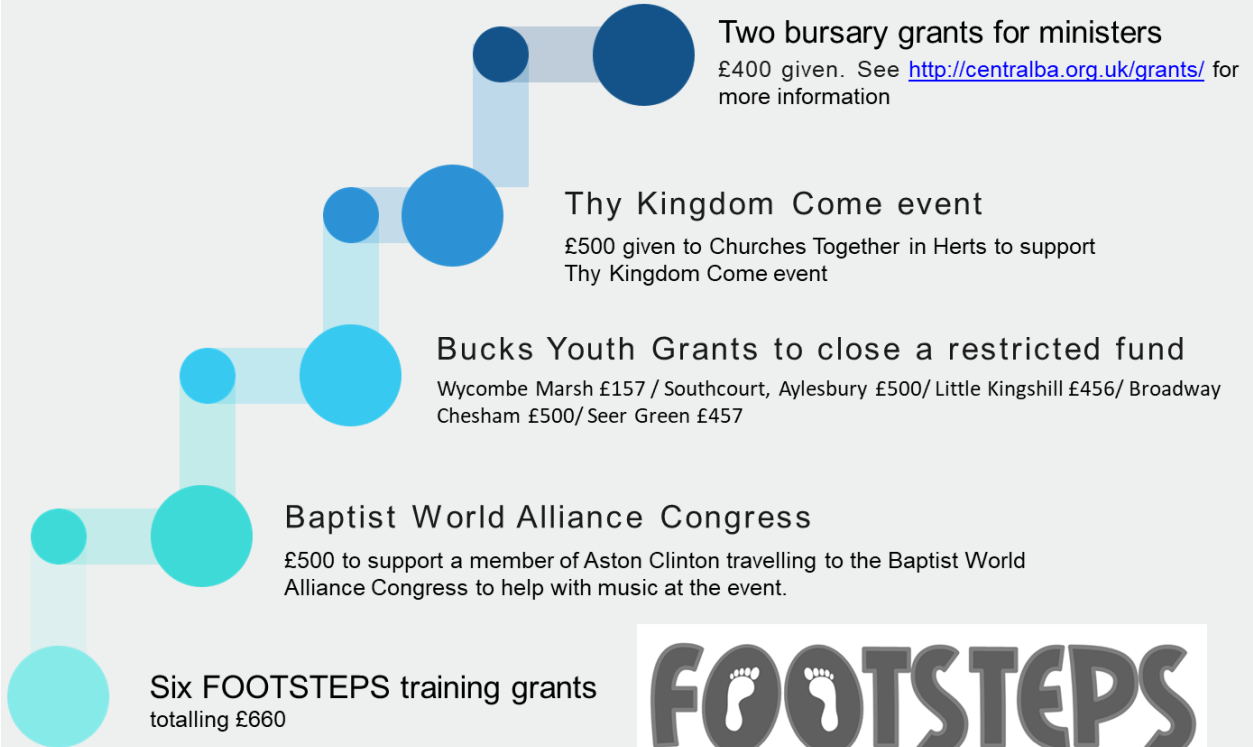 Two bursary grants for ministers
£400 given. See http://centralba.org.uk/grants/ for
more information
Thy Kingdom Come event
£500 given to Churches Together in Herts to support
Thy Kingdom Come event
Bucks Youth Grants to close a restricted fund
Wycombe Marsh £157 / Southcourt, Aylesbury £500/ Little Kingshill £456/ Broadway
Chesham £500/ Seer Green £457
Baptist World Alliance Congress
£500 to support a member of Aston Clinton travelling to the Baptist World
Alliance Congress to help with music at the event.
Six FOOTSTEPS training grants
totalling £660
FOOTSTEPS